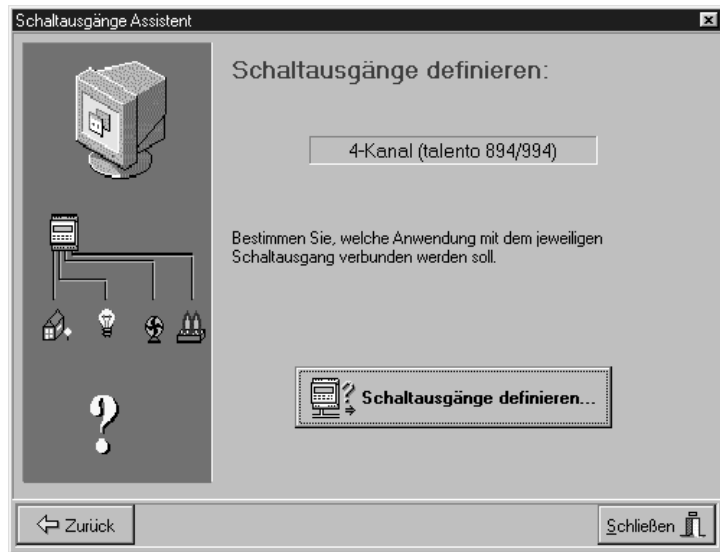 Schaltausgänge Assistent
Schaltausgänge definieren:
4-Kanal (talento 894/994)
Bestimmen Sie, welche Anwendung mit dem jeweiligen
Schaltausgang verbunden werden soll.
Schaltausgänge definieren...
Zurück
Schließen